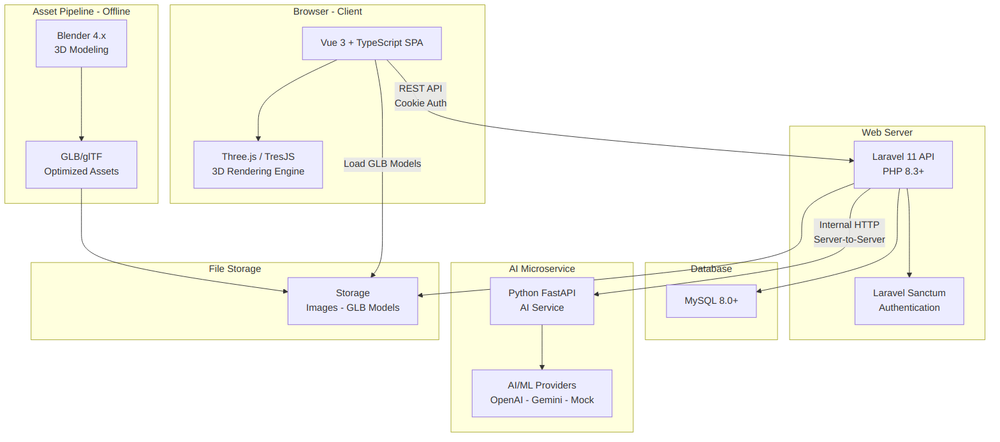 Asset Pipeline - Offline
Blender 4.x
3D Modeling
GLB/glTF
Optimized Assets
Browser - Client
Vue 3 + TypeScript SPA
REST API
Cookie Auth
Three.js / TresJS
3D Rendering Engine
Load GLB Models
Web Server
Laravel 11 API
PHP 8.3+
Internal HTTP
Server-to-Server
Laravel Sanctum
Authentication
File Storage
Storage
Images - GLB Models
AI Microservice
Python FastAPI
AI Service
AI/ML Providers
OpenAI - Gemini - Mock
Database
MySQL 8.0+